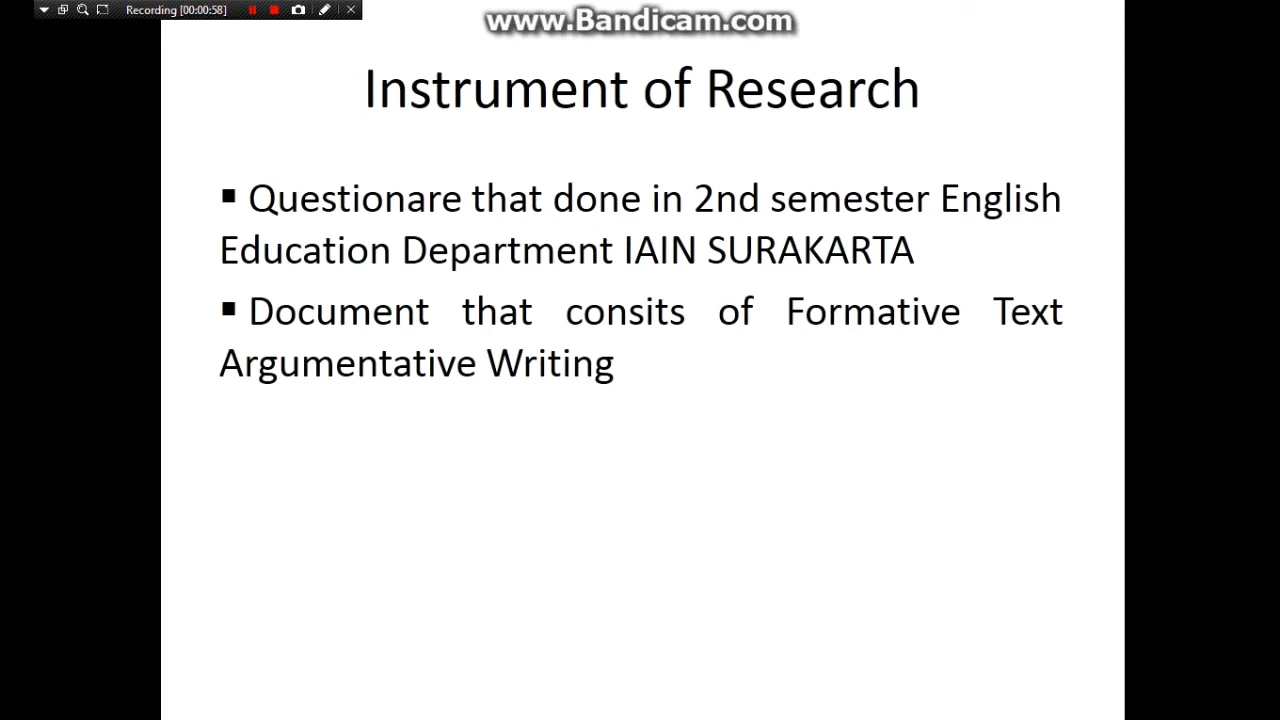 Recording [00:00:58]
www.Bandicam.com
Instrument of Research
▪ Questionare that done in 2nd semester English
Education Department IAIN SURAKARTA
▪ Document that consits of Formative Text
Argumentative Writing